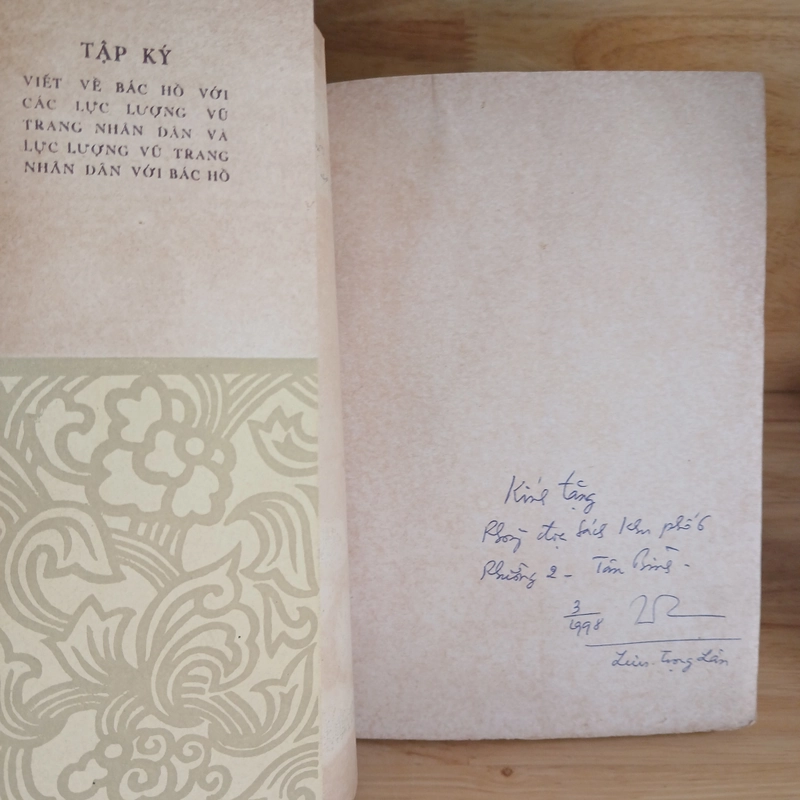 TẬP KÝ
VIẾT VỀ BÁC HỒ VỚI
CÁC LỰC LƯỢNG VŨ
TRANG NHÂN DÂN VÀ
LỰC LƯỢNG VŨ TRANG
NHÂN DÂN VỚI BÁC HỒ
Kính tặng
Phòng đọc sách khu phố 6
Phường 2 - Tân Bình -
3
1998
Trọng Lân